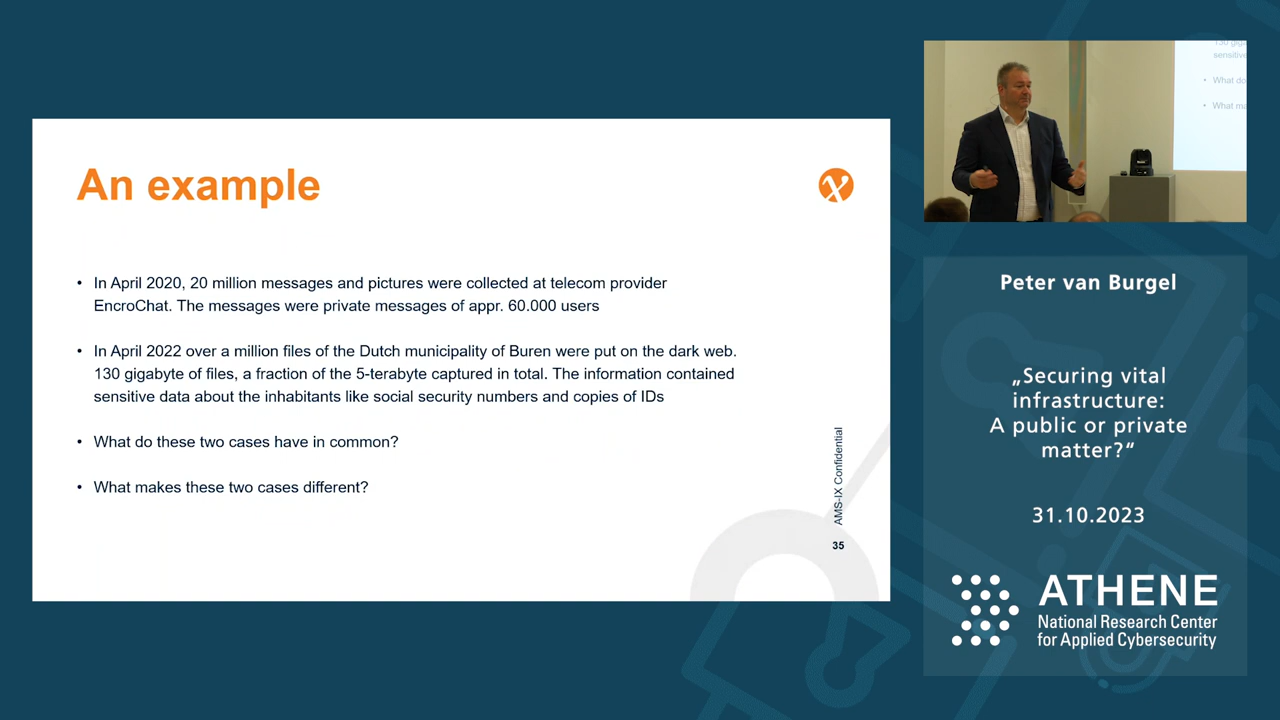 An example
• In April 2020, 20 million messages and pictures were collected at telecom provider
EncroChat. The messages were private messages of appr. 60.000 users
• In April 2022 over a million files of the Dutch municipality of Buren were put on the dark web.
130 gigabyte of files, a fraction of the 5-terabyte captured in total. The information contained
sensitive data about the inhabitants like social security numbers and copies of IDs
• What do these two cases have in common?
• What makes these two cases different?
AMS-IX Confidential
35
sensitive
• What do
• What ma
Peter van Burgel
„Securing vital
infrastructure:
A public or private
matter?“
31.10.2023
ATHENE
National Research Center
for Applied Cybersecurity